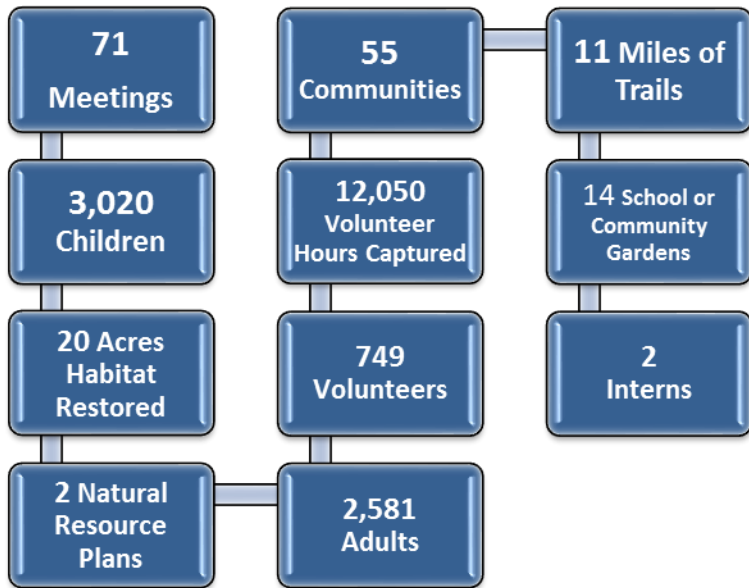 71
Meetings
3,020
Children
20 Acres
Habitat
Restored
2 Natural
Resource
Plans
2,581
Adults
749
Volunteers
12,050
Volunteer
Hours Captured
55
Communities
11 Miles of
Trails
14 School or
Community
Gardens
2
Interns